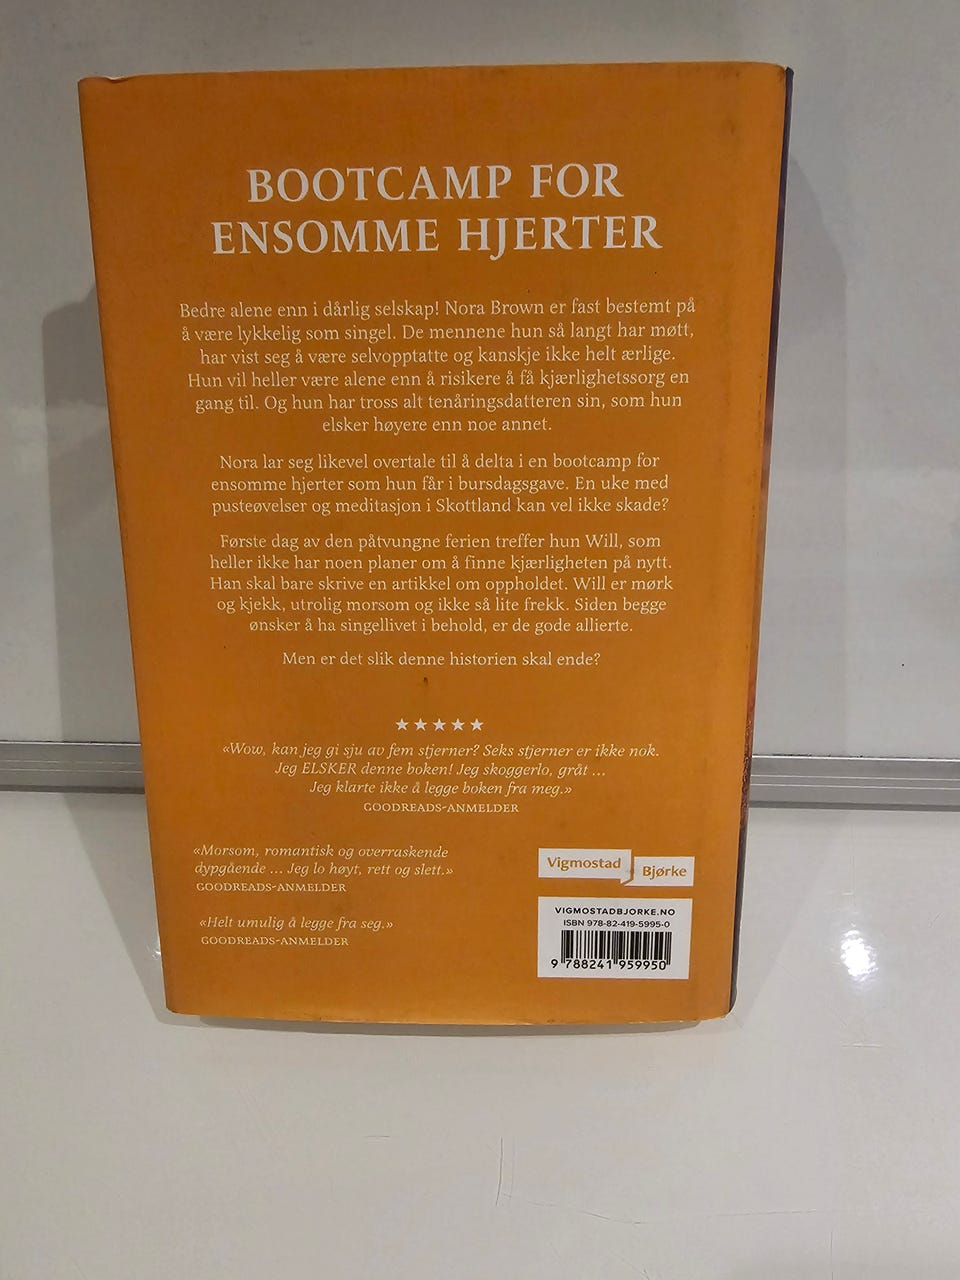 BOOTCAMP FOR
ENSOMME HJERTER
Bedre alene enn i dårlig selskap! Nora Brown er fast bestemt på
å være lykkelig som singel. De mennene hun så langt har møtt,
har vist seg å være selvopptatte og kanskje ikke helt ærlige.
Hun vil heller være alene enn å risikere å få kjærlighetssorg en
gang til. Og hun har tross alt tenåringsdatteren sin, som hun
elsker høyere enn noe annet.
Nora lar seg likevel overtale til å delta i en bootcamp for
ensomme hjerter som hun får i bursdagsgave. En uke med
pusteøvelser og meditasjon i Skottland kan vel ikke skade?
Første dag av den påtvungne ferien treffer hun Will, som
heller ikke har noen planer om å finne kjærligheten på nytt.
Han skal bare skrive en artikkel om oppholdet. Will er mørk
og kjekk, utrolig morsom og ikke så lite frekk. Siden begge
ønsker å ha singellivet i behold, er de gode allierte.
Men er det slik denne historien skal ende?
★★★★★
«Wow, kan jeg gi sju av fem stjerner? Seks stjerner er ikke nok.
Jeg ELSKER denne boken! Jeg skoggerlo, gråt ...
Jeg klarte ikke å legge boken fra meg.»
GOODREADS-ANMELDER
«Morsom, romantisk og overraskende
dypgående ... Jeg lo høyt, rett og slett.»
GOODREADS-ANMELDER
«Helt umulig å legge fra seg.»
GOODREADS-ANMELDER
Vigmostad
Bjørke
VIGMOSTADBJORKE.NO
ISBN 978-82-419-5995-0
9 788241 959950